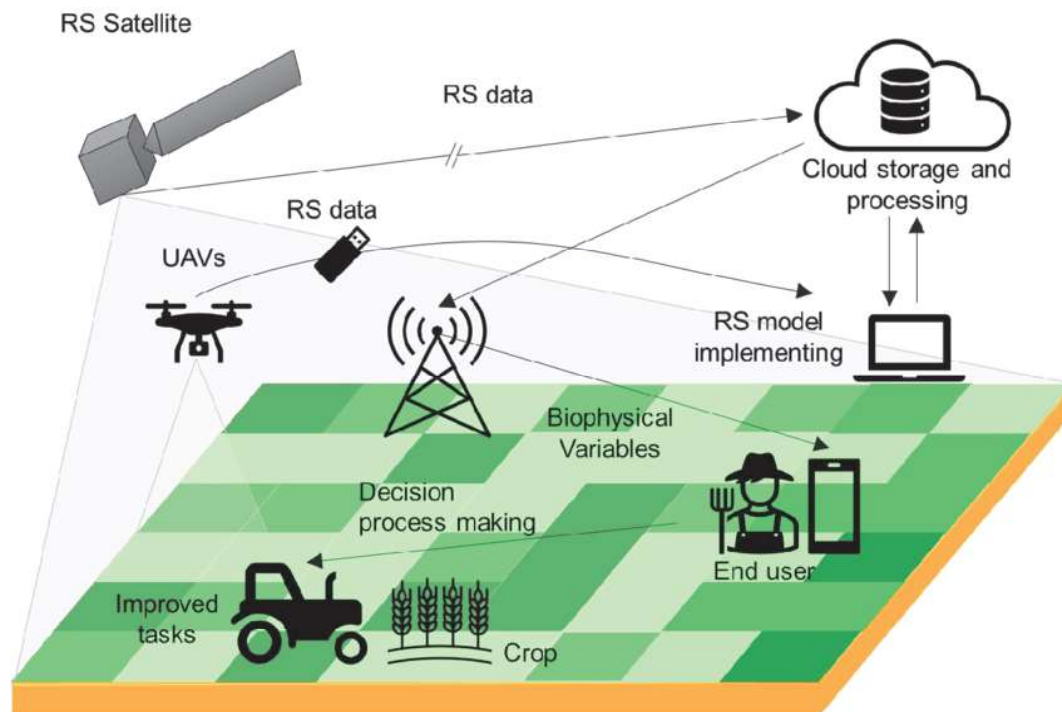 RS Satellite
RS data
Cloud storage and
processing
RS data
UAVs
RS model
implementing
Biophysical
Variables
Decision
process making
End user
Improved
tasks
Crop